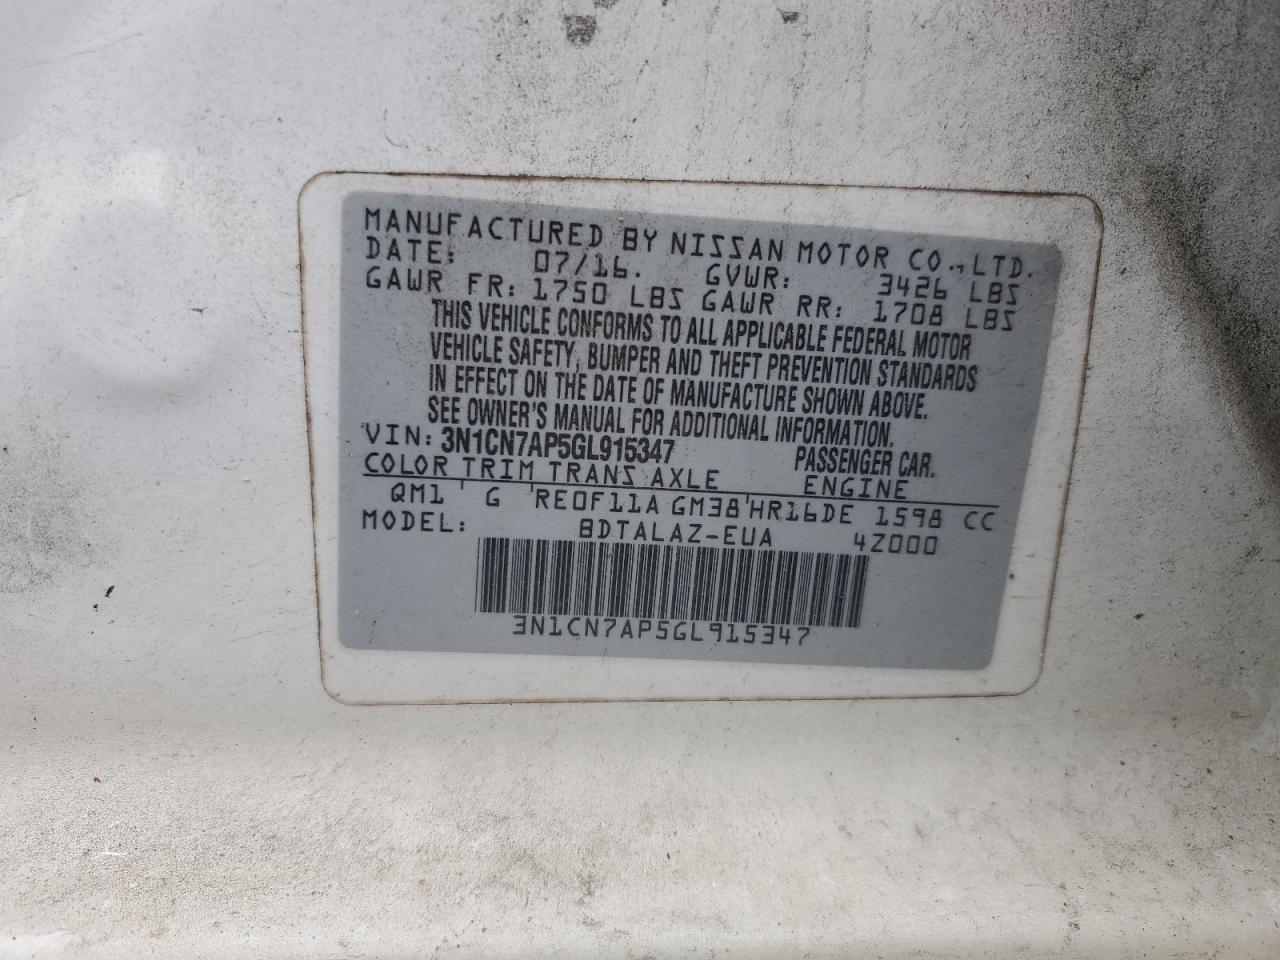 MANUFACTURED BY NISSAN MOTOR CO.,LTD.
DATE: 07/16. GVWR: 3426 LBS
GAWR FR: 1750 LBS GAWR RR: 1708 LBS
THIS VEHICLE CONFORMS TO ALL APPLICABLE FEDERAL MOTOR
VEHICLE SAFETY, BUMPER AND THEFT PREVENTION STANDARDS
IN EFFECT ON THE DATE OF MANUFACTURE SHOWN ABOVE.
SEE OWNER'S MANUAL FOR ADDITIONAL INFORMATION.
VIN: 3N1CN7AP5GL915347 PASSENGER CAR.
COLOR TRIM TRANS AXLE ENGINE
QM1 ' G ' RE0F11A GM38 ' HR16DE 1598 CC
MODEL: BDTALAZ-EUA 4Z000
3N1CN7AP5GL915347